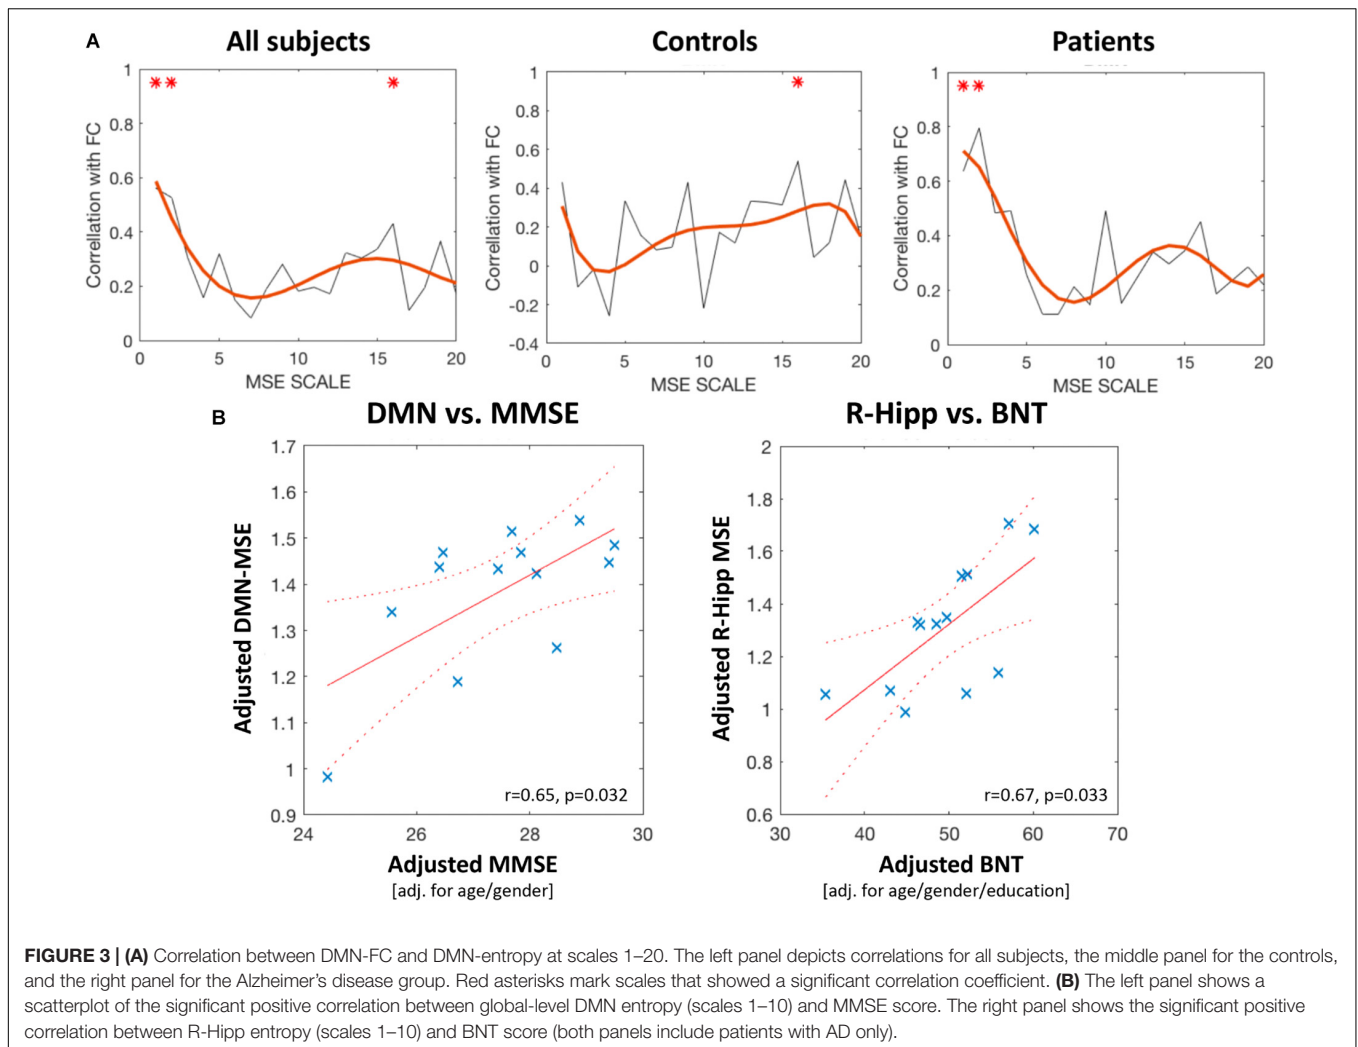 A
All subjects
Controls
Patients
1
0.8
0.6
0.4
0.2
0
Correllation with FC
0 5 10 15 20
MSE SCALE
1
0.8
0.6
0.4
0.2
0
-0.2
-0.4
Correllation with FC
0 5 10 15 20
MSE SCALE
1
0.8
0.6
0.4
0.2
0
Correllation with FC
0 5 10 15 20
MSE SCALE
B
DMN vs. MMSE
1.7
1.6
1.5
1.4
1.3
1.2
1.1
1
0.9
Adjusted DMN-MSE
r=0.65, p=0.032
24 26 28 30
Adjusted MMSE
[adj. for age/gender]
R-Hipp vs. BNT
2
1.8
1.6
1.4
1.2
1
0.8
0.6
Adjusted R-Hipp MSE
r=0.67, p=0.033
30 40 50 60 70
Adjusted BNT
[adj. for age/gender/education]
FIGURE 3 | (A) Correlation between DMN-FC and DMN-entropy at scales 1–20. The left panel depicts correlations for all subjects, the middle panel for the controls,
and the right panel for the Alzheimer's disease group. Red asterisks mark scales that showed a significant correlation coefficient. (B) The left panel shows a
scatterplot of the significant positive correlation between global-level DMN entropy (scales 1–10) and MMSE score. The right panel shows the significant positive
correlation between R-Hipp entropy (scales 1–10) and BNT score (both panels include patients with AD only).